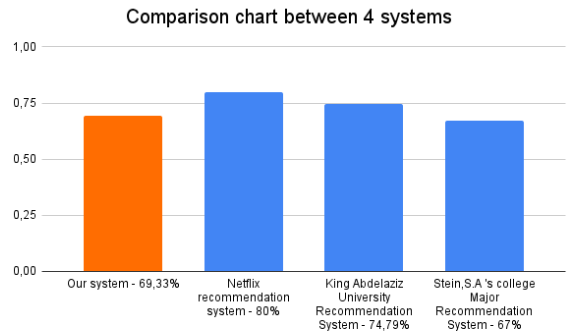 Comparison chart between 4 systems
1,00
0,75
0,50
0,25
0,00
Our system - 69,33%
Netflix
recommendation
system - 80%
King Abdelaziz
University
Recommendation
System - 74,79%
Stein,S.A 's college
Major
Recommendation
System - 67%